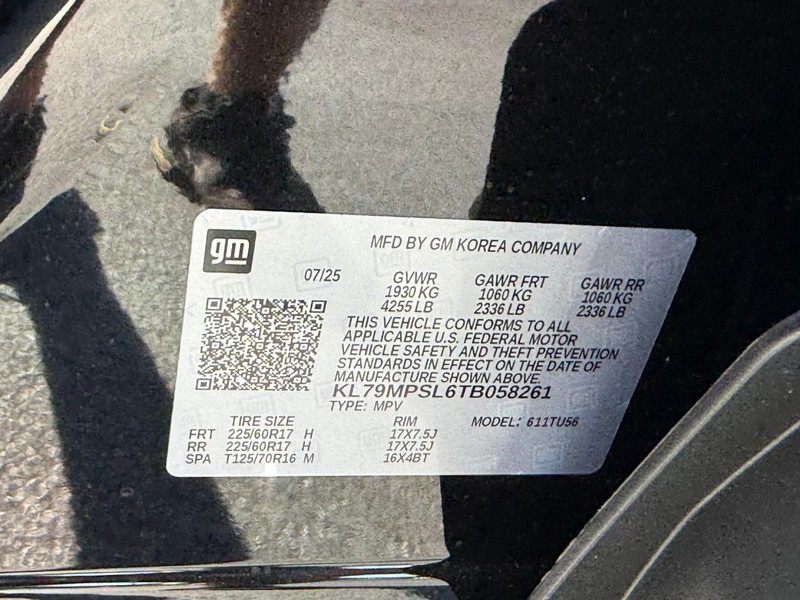 gm
MFD BY GM KOREA COMPANY
07/25 GVWR GAWR FRT GAWR RR
1930 KG 1060 KG 1060 KG
4255 LB 2336 LB 2336 LB
THIS VEHICLE CONFORMS TO ALL
APPLICABLE U.S. FEDERAL MOTOR
VEHICLE SAFETY AND THEFT PREVENTION
STANDARDS IN EFFECT ON THE DATE OF
MANUFACTURE SHOWN ABOVE.
KL79MPSL6TB058261
TYPE: MPV
TIRE SIZE RIM MODEL: 611TU56
FRT 225/60R17 H 17X7.5J
RR 225/60R17 H 17X7.5J
SPA T125/70R16 M 16X4BT